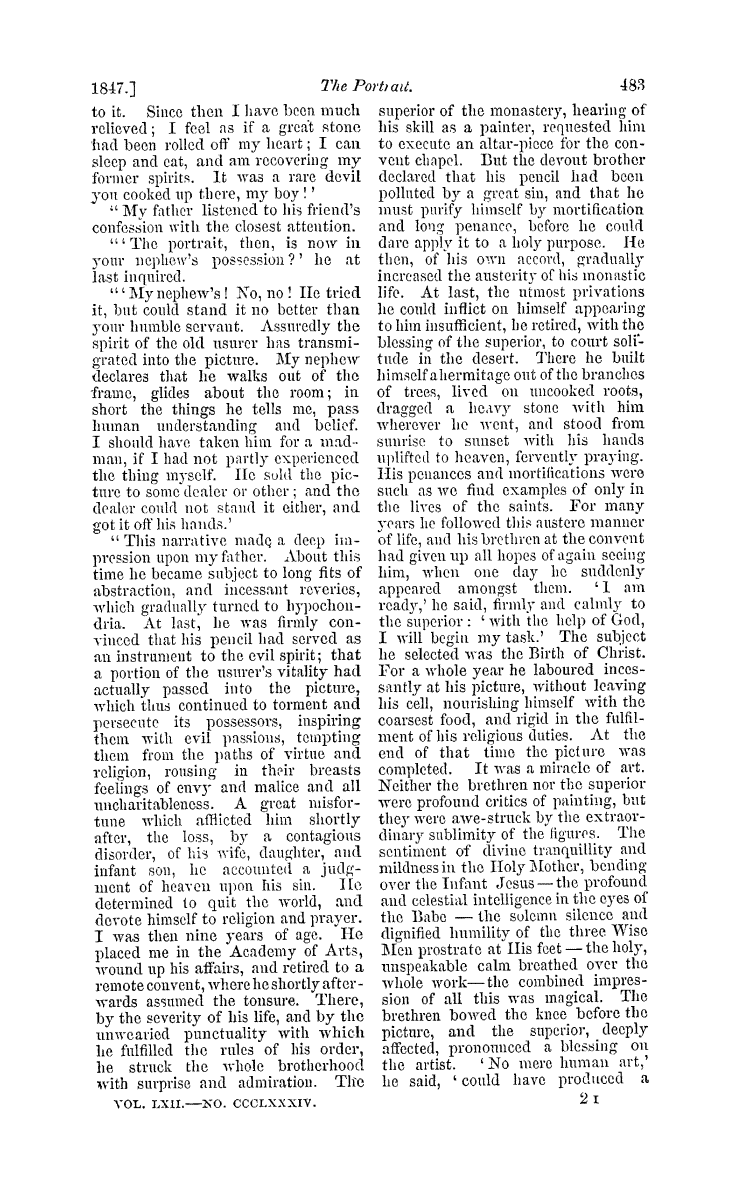 1847.] The Portrait. 483
to it. Since then I have been much
relieved; I feel as if a great stone
had been rolled off my heart; I can
sleep and eat, and am recovering my
former spirits. It was a rare devil
you cooked up there, my boy!'
“ My father listened to his friend's
confession with the closest attention.
“ ‘ The portrait, then, is now in
your nephew's possession?' he at
last inquired.
“ ‘ My nephew's! No, no! He tried
it, but could stand it no better than
your humble servant. Assuredly the
spirit of the old usurer has transmi-
grated into the picture. My nephew
declares that he walks out of the
frame, glides about the room; in
short the things he tells me, pass
human understanding and belief.
I should have taken him for a mad-
man, if I had not partly experienced
the thing myself. He sold the pic-
ture to some dealer or other; and the
dealer could not stand it either, and
got it off his hands.'
“ This narrative made a deep im-
pression upon my father. About this
time he became subject to long fits of
abstraction, and incessant reveries,
which gradually turned to hypochon-
dria. At last, he was firmly con-
vinced that his pencil had served as
an instrument to the evil spirit; that
a portion of the usurer's vitality had
actually passed into the picture,
which thus continued to torment and
persecute its possessors, inspiring
them with evil passions, tempting
them from the paths of virtue and
religion, rousing in their breasts
feelings of envy and malice and all
uncharitableness. A great misfor-
tune which afflicted him shortly
after, the loss, by a contagious
disorder, of his wife, daughter, and
infant son, he accounted a judg-
ment of heaven upon his sin. He
determined to quit the world, and
devote himself to religion and prayer.
I was then nine years of age. He
placed me in the Academy of Arts,
wound up his affairs, and retired to a
remote convent, where he shortly after-
wards assumed the tonsure. There,
by the severity of his life, and by the
unwearied punctuality with which
he fulfilled the rules of his order,
he struck the whole brotherhood
with surprise and admiration. The
superior of the monastery, hearing of
his skill as a painter, requested him
to execute an altar-piece for the con-
vent chapel. But the devout brother
declared that his pencil had been
polluted by a great sin, and that he
must purify himself by mortification
and long penance, before he could
dare apply it to a holy purpose. He
then, of his own accord, gradually
increased the austerity of his monastic
life. At last, the utmost privations
he could inflict on himself appearing
to him insufficient, he retired, with the
blessing of the superior, to court soli-
tude in the desert. There he built
himself a hermitage out of the branches
of trees, lived on uncooked roots,
dragged a heavy stone with him
wherever he went, and stood from
sunrise to sunset with his hands
uplifted to heaven, fervently praying.
His penances and mortifications were
such as we find examples of only in
the lives of the saints. For many
years he followed this austere manner
of life, and his brethren at the convent
had given up all hopes of again seeing
him, when one day he suddenly
appeared amongst them. ‘ I am
ready,' he said, firmly and calmly to
the superior: ‘ with the help of God,
I will begin my task.' The subject
he selected was the Birth of Christ.
For a whole year he laboured inces-
santly at his picture, without leaving
his cell, nourishing himself with the
coarsest food, and rigid in the fulfil-
ment of his religious duties. At the
end of that time the picture was
completed. It was a miracle of art.
Neither the brethren nor the superior
were profound critics of painting, but
they were awe-struck by the extraor-
dinary sublimity of the figures. The
sentiment of divine tranquillity and
mildness in the Holy Mother, bending
over the Infant Jesus—the profound
and celestial intelligence in the eyes of
the Babe — the solemn silence and
dignified humility of the three Wise
Men prostrate at His feet—the holy,
unspeakable calm breathed over the
whole work—the combined impres-
sion of all this was magical. The
brethren bowed the knee before the
picture, and the superior, deeply
affected, pronounced a blessing on
the artist. ‘ No mere human art,'
he said, ‘ could have produced a
VOL. LXII.—NO. CCCLXXXIV. 2 I